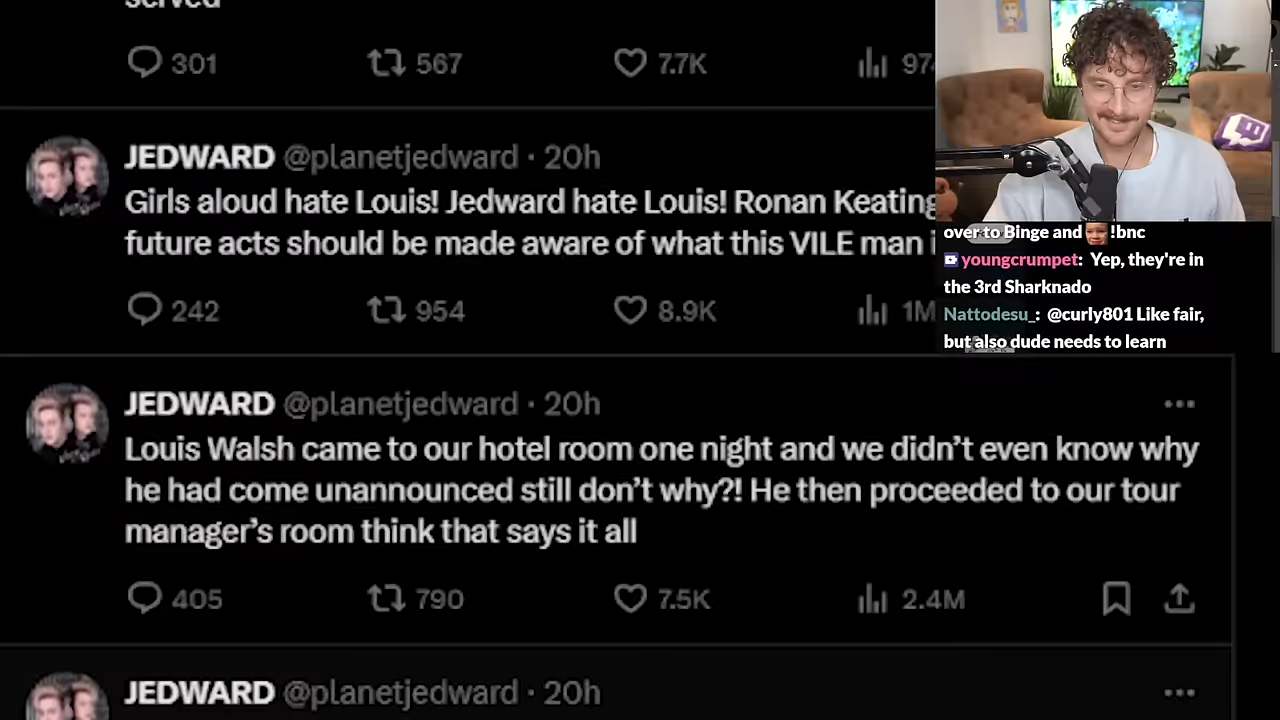 served
301 567 7.7K 974
JEDWARD @planetjedward · 20h
Girls aloud hate Louis! Jedward hate Louis! Ronan Keating
future acts should be made aware of what this VILE man i
242 954 8.9K 1M
JEDWARD @planetjedward · 20h
Louis Walsh came to our hotel room one night and we didn’t even know why
he had come unannounced still don’t why?! He then proceeded to our tour
manager’s room think that says it all
405 790 7.5K 2.4M
JEDWARD @planetjedward · 20h
over to Binge and !bnc
youngcrumpet: Yep, they're in
the 3rd Sharknado
Nattodesu_: @curly801 Like fair,
but also dude needs to learn